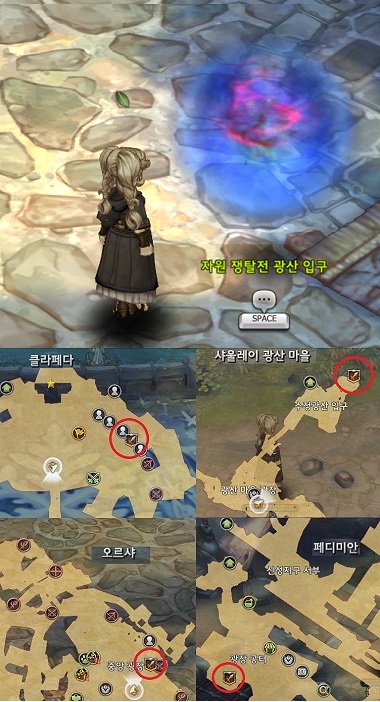 자원 쟁탈전 광산 입구
SPACE
클라페다
샤울레이 광산 마을
수정광산 입구
광산 마을 광장
오르샤
중앙 광장
페디미안
신성지구 서부
광장 공터